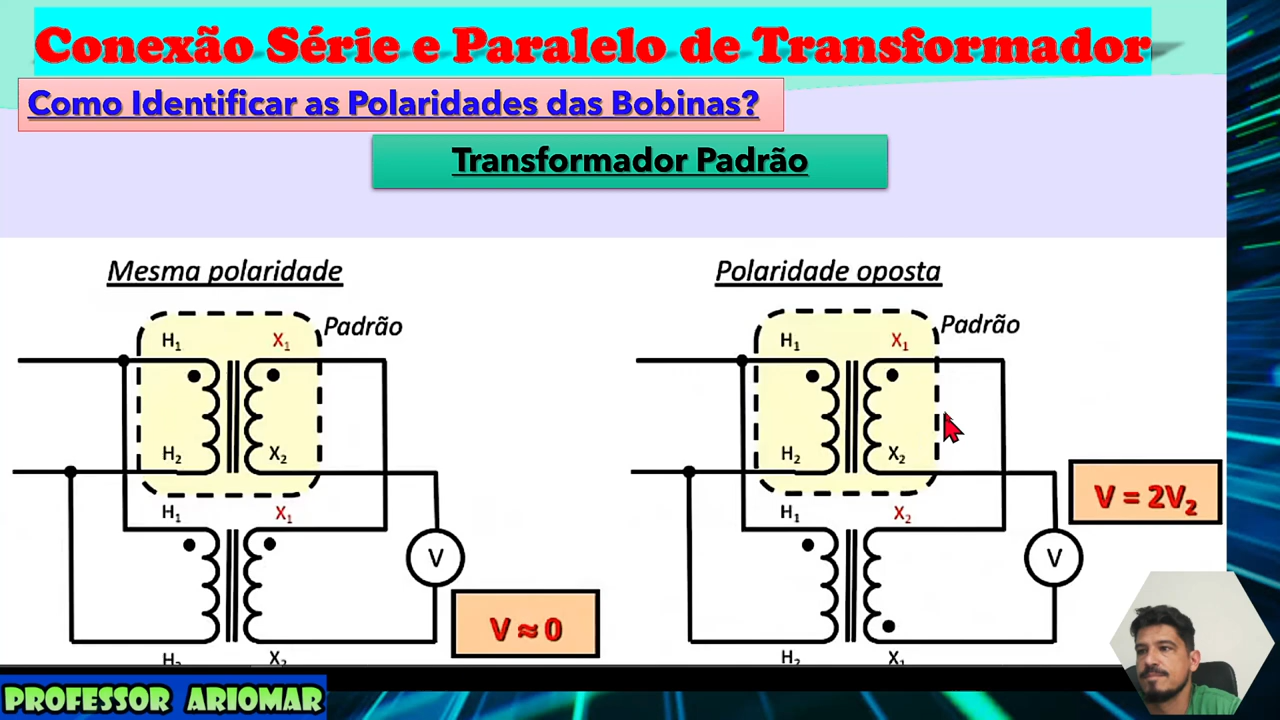 Conexão Série e Paralelo de Transformador
Como Identificar as Polaridades das Bobinas?
Transformador Padrão
Mesma polaridade
Padrão
H₁
X₁
H₂
X₂
H₁
X₁
V
V ≈ 0
H₂
X₂
Polaridade oposta
Padrão
H₁
X₁
H₂
X₂
H₁
X₂
V
V = 2V₂
H₂
X₁
PROFESSOR ARIOMAR